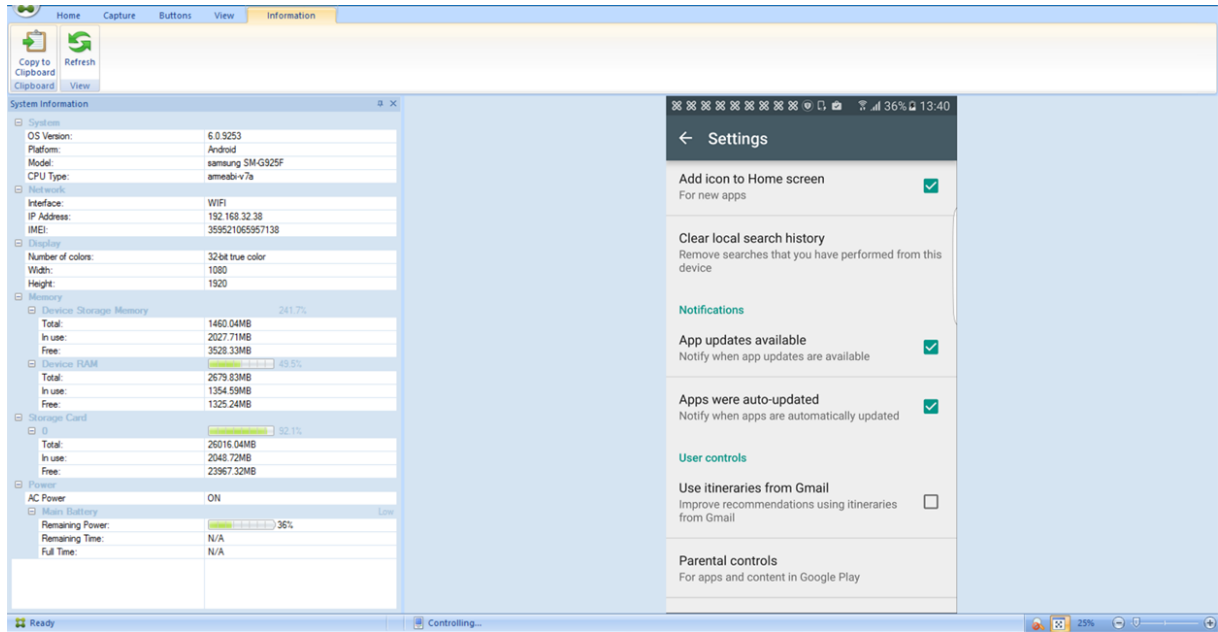 Home Capture Buttons View Information
Copy to Clipboard
Refresh
Clipboard View
System Information
System
OS Version: 6.0.9253
Platform: Android
Model: samsung SM-G925F
CPU Type: armeabi-v7a
Network
Interface: WIFI
IP Address: 192.168.32.38
IMEI: 359521065957138
Display
Number of colors: 32-bit true color
Width: 1080
Height: 1920
Memory
Device Storage Memory 241.7%
Total: 1460.04MB
In use: 2027.71MB
Free: 3528.33MB
Device RAM 49.5%
Total: 2679.83MB
In use: 1354.59MB
Free: 1325.24MB
Storage Card
0 92.1%
Total: 26016.04MB
In use: 2048.72MB
Free: 23967.32MB
Power
AC Power ON
Main Battery Low
Remaining Power: 36%
Remaining Time: N/A
Full Time: N/A
36% 13:40
Settings
Add icon to Home screen
For new apps
Clear local search history
Remove searches that you have performed from this
device
Notifications
App updates available
Notify when app updates are available
Apps were auto-updated
Notify when apps are automatically updated
User controls
Use itineraries from Gmail
Improve recommendations using itineraries
from Gmail
Parental controls
For apps and content in Google Play
Ready Controlling... 25%